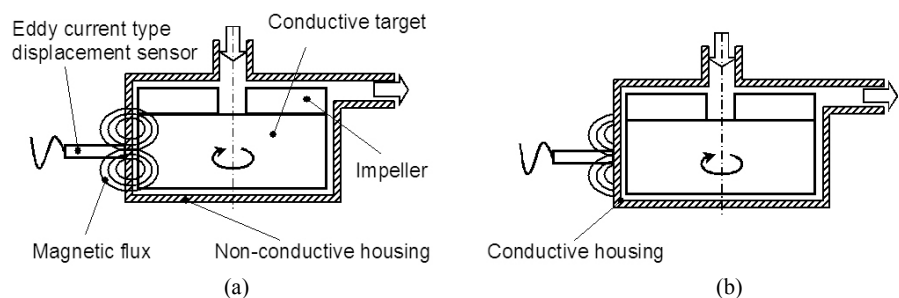 Eddy current type
displacement sensor
Conductive target
Impeller
Magnetic flux
Non-conductive housing
(a)
Conductive housing
(b)